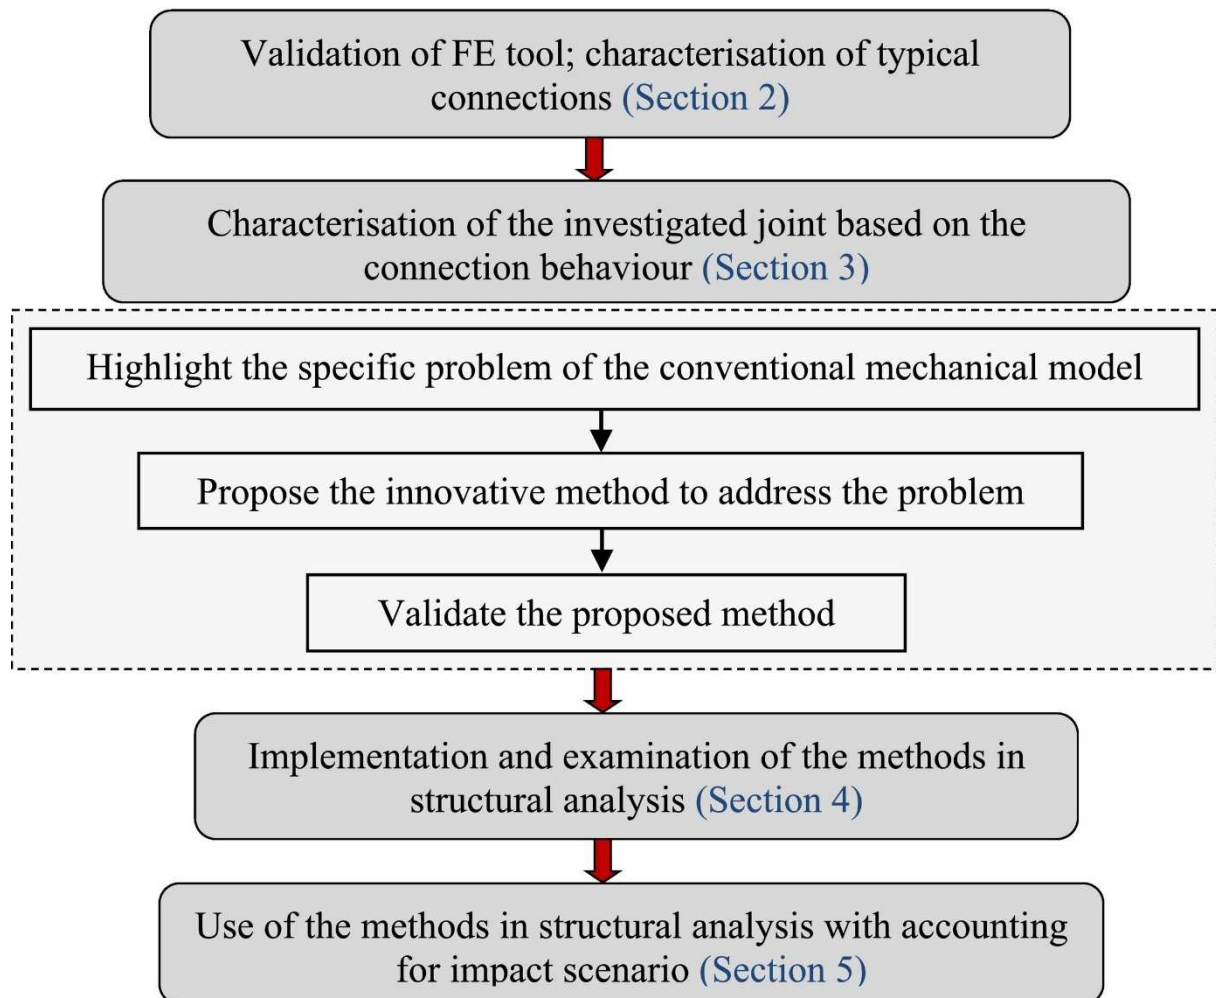 Validation of FE tool; characterisation of typical
connections (Section 2)
Characterisation of the investigated joint based on the
connection behaviour (Section 3)
Highlight the specific problem of the conventional mechanical model
Propose the innovative method to address the problem
Validate the proposed method
Implementation and examination of the methods in
structural analysis (Section 4)
Use of the methods in structural analysis with accounting
for impact scenario (Section 5)